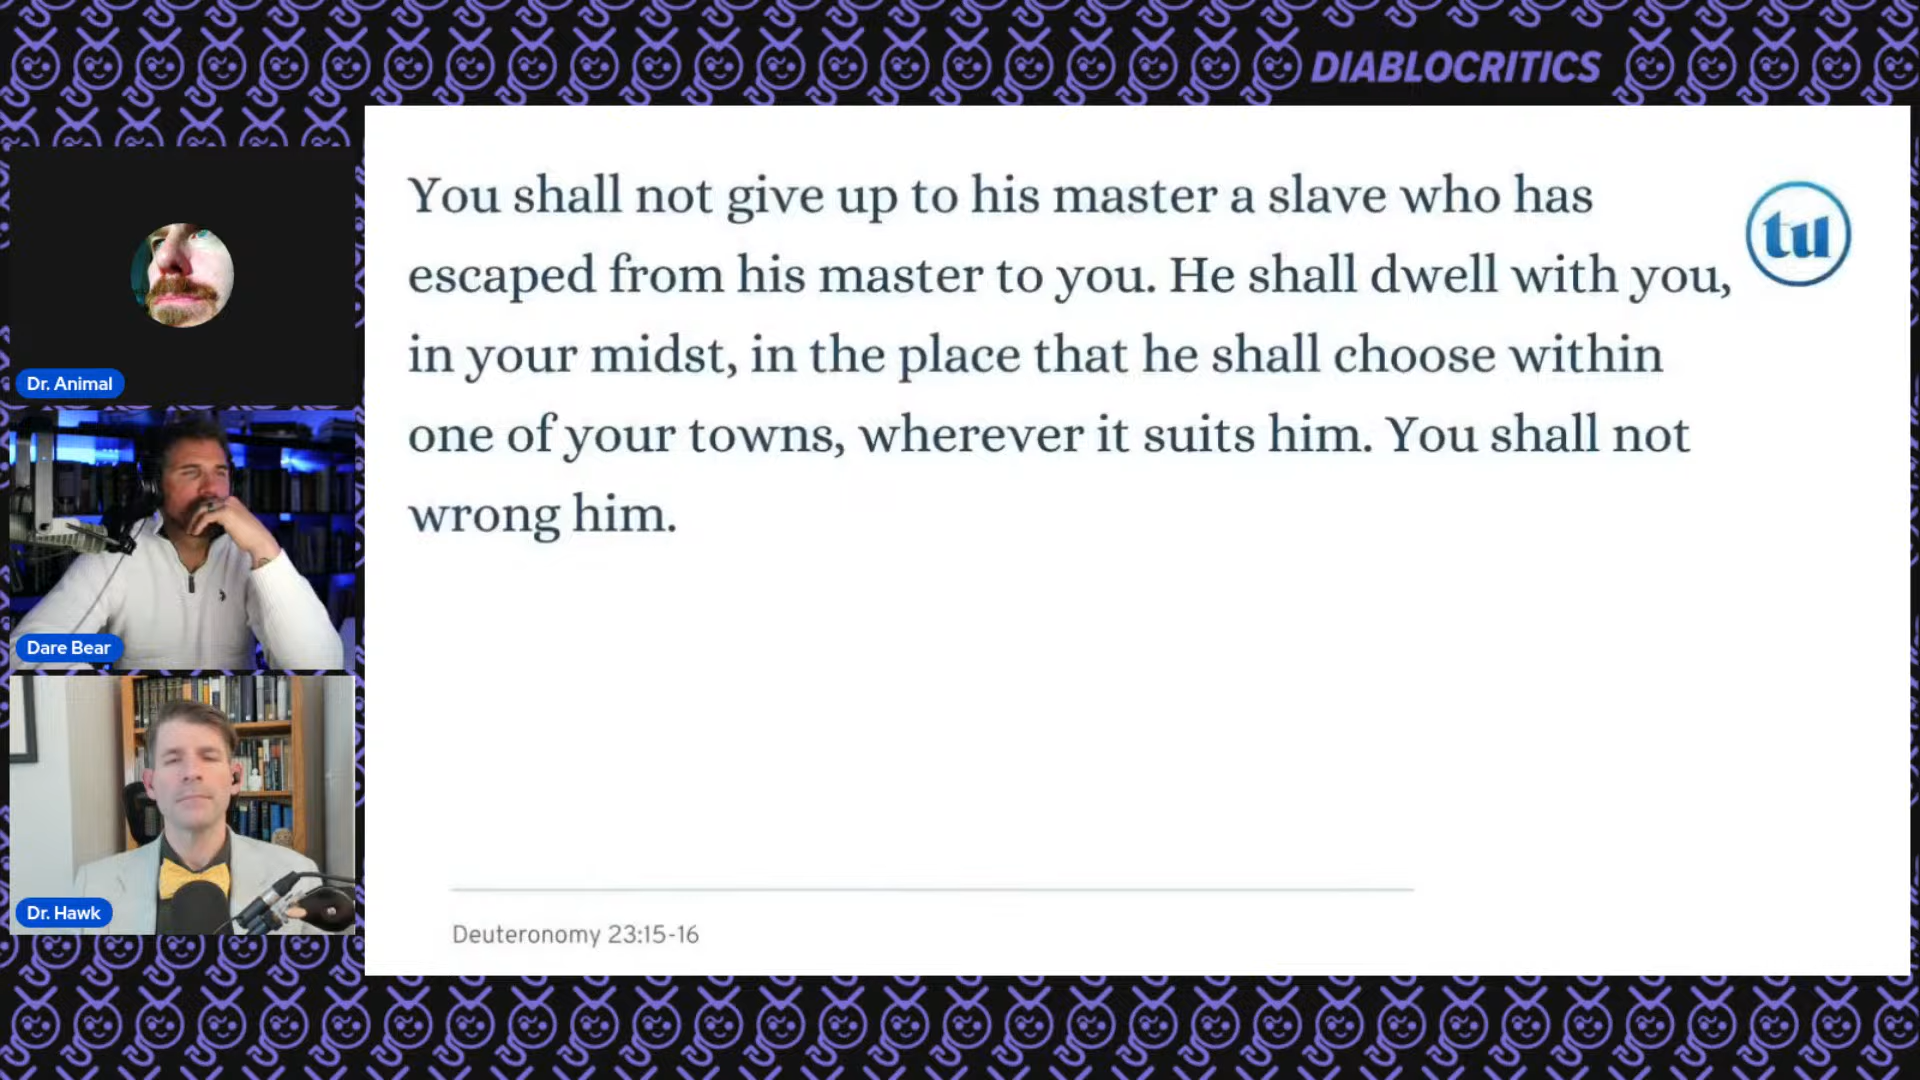 DIABLOCRITICS
You shall not give up to his master a slave who has
escaped from his master to you. He shall dwell with you,
in your midst, in the place that he shall choose within
one of your towns, wherever it suits him. You shall not
wrong him.
tu
Deuteronomy 23:15-16
Dr. Animal
Dare Bear
Dr. Hawk